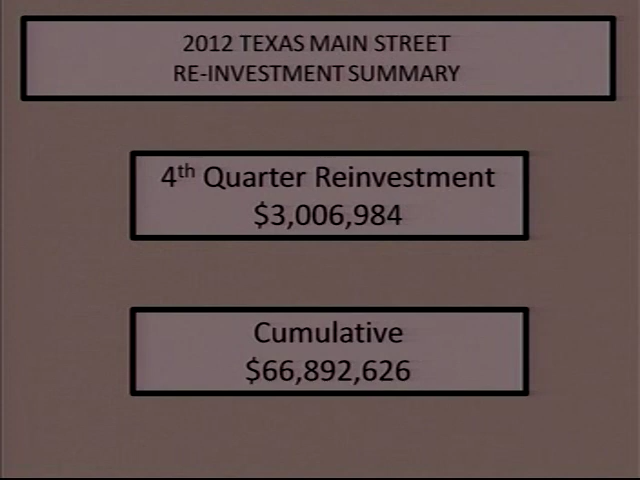 2012 TEXAS MAIN STREET
RE-INVESTMENT SUMMARY
4th Quarter Reinvestment
$3,006,984
Cumulative
$66,892,626